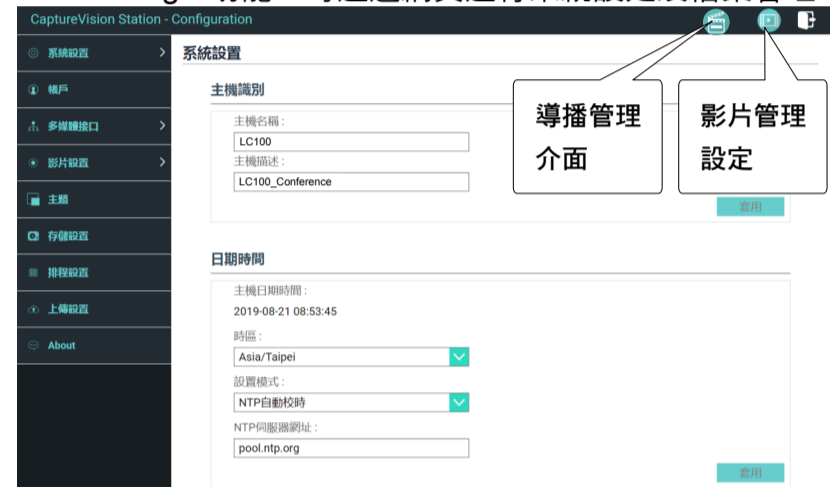 CaptureVision Station - Configuration
系統設置
帳戶
多媒體接口
影片設置
主題
存儲設置
排程設置
上傳設置
About
系統設置
主機識別
主機名稱 :
LC100
主機描述 :
LC100_Conference
套用
導播管理
介面
影片管理
設定
日期時間
主機日期時間 :
2019-08-21 08:53:45
時區 :
Asia/Taipei
設置模式 :
NTP自動校時
NTP伺服器網址 :
pool.ntp.org
套用